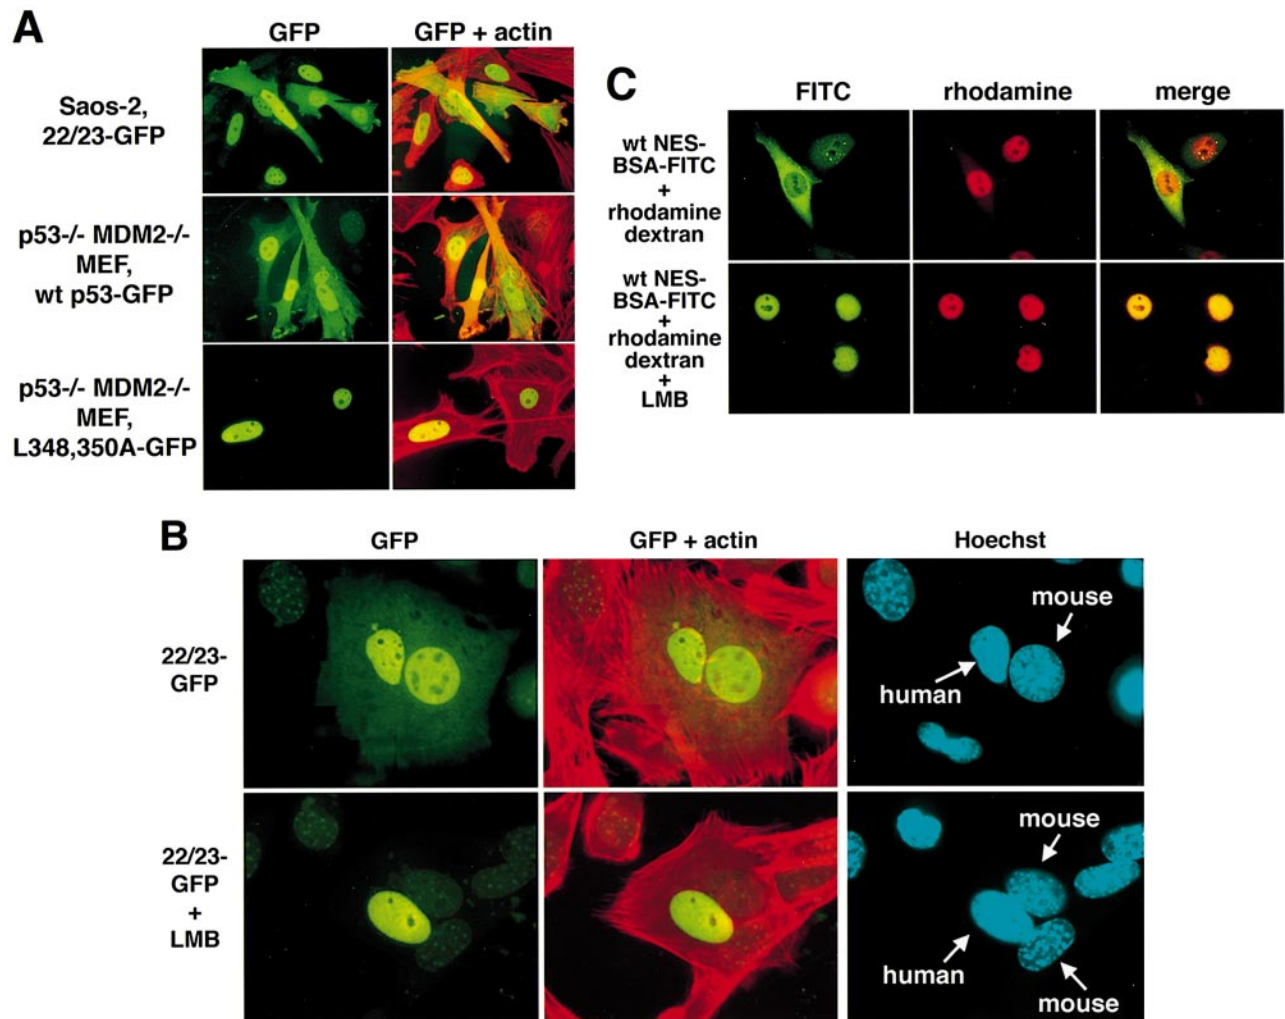 A
GFP
GFP + actin
Saos-2,
22/23-GFP
p53-/- MDM2-/-
MEF,
wt p53-GFP
p53-/- MDM2-/-
MEF,
L348,350A-GFP
C
FITC
rhodamine
merge
wt NES-
BSA-FITC
+
rhodamine
dextran
wt NES-
BSA-FITC
+
rhodamine
dextran
+
LMB
B
GFP
GFP + actin
Hoechst
22/23-
GFP
mouse
human
22/23-
GFP
+
LMB
mouse
human
mouse